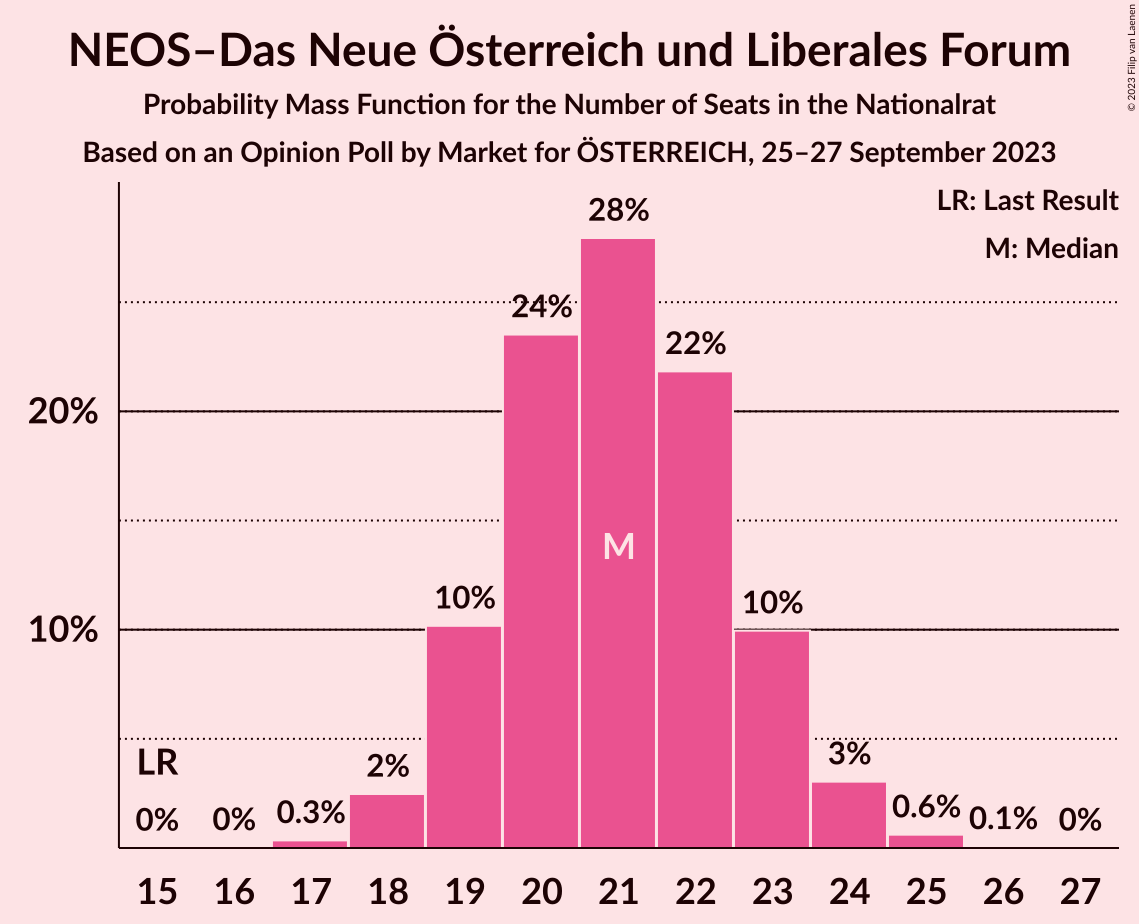 NEOS–Das Neue Österreich und Liberales Forum
Probability Mass Function for the Number of Seats in the Nationalrat
Based on an Opinion Poll by Market for ÖSTERREICH, 25–27 September 2023
© 2023 Filip van Laenen
LR: Last Result
M: Median
28%
24%
22%
20%
M
10%
10%
10%
LR
2%
3%
0%
0%
0.3%
0.6%
0.1%
0%
15 16 17 18 19 20 21 22 23 24 25 26 27